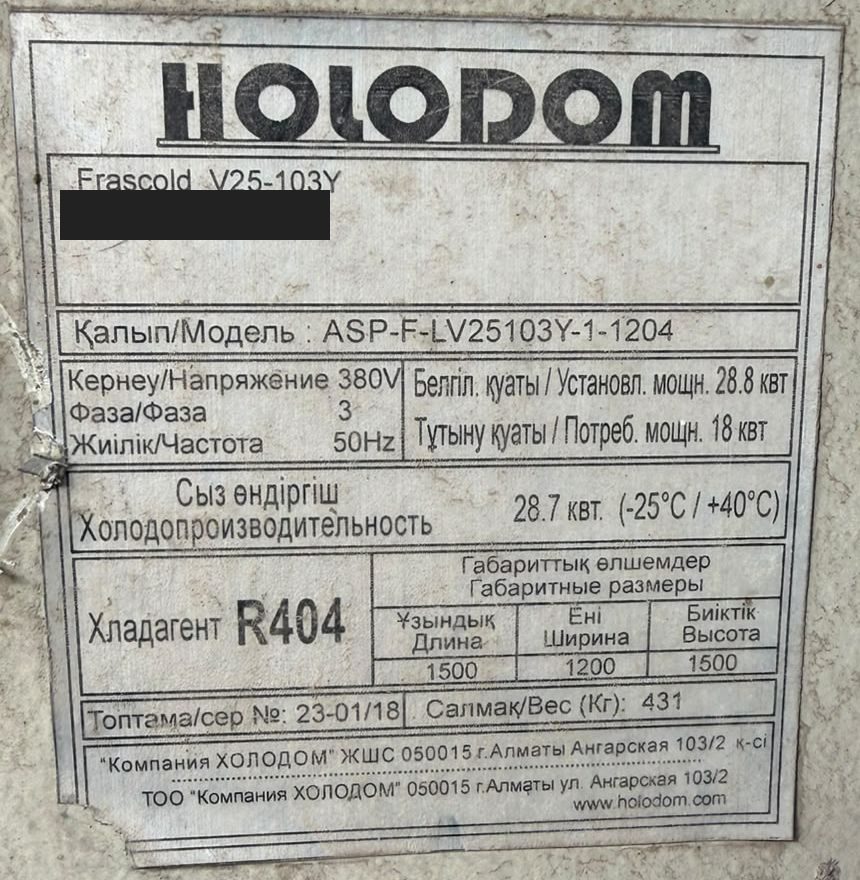 HOLODOM
Frascold V25-103Y
Қалып/Модель : ASP-F-LV25103Y-1-1204
Кернеу/Напряжение 380V
Фаза/Фаза 3
Жиілік/Частота 50Hz
Белгіл. қуаты / Установл. мощн. 28.8 квт
Тұтыну қуаты / Потреб. мощн. 18 квт
Сыз өндіргіш
Холодопроизводительность
28.7 квт. (-25°C / +40°C)
Хладагент R404
Габариттық өлшемдер
Габаритные размеры
Ұзындық Ені Биіктік
Длина Ширина Высота
1500 1200 1500
Топтама/сер №: 23-01/18 Салмақ/Вес (Кг): 431
"Компания ХОЛОДОМ" ЖШС 050015 г.Алматы Ангарская 103/2 к-сі
ТОО "Компания ХОЛОДОМ" 050015 г.Алматы ул. Ангарская 103/2
www.holodom.com